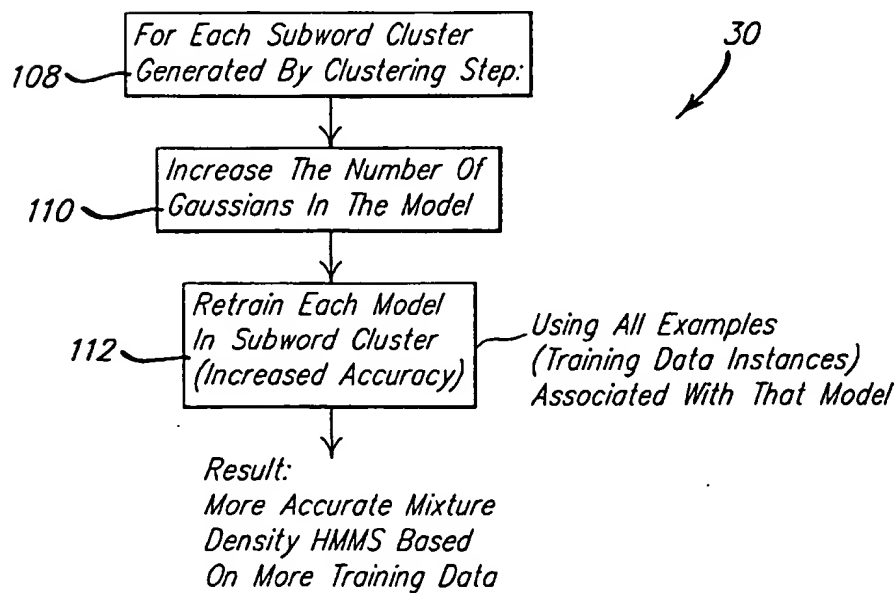 For Each Subword Cluster
Generated By Clustering Step:
108
30
Increase The Number Of
Gaussians In The Model
110
Retrain Each Model
In Subword Cluster
(Increased Accuracy)
112
Using All Examples
(Training Data Instances)
Associated With That Model
Result:
More Accurate Mixture
Density HMMS Based
On More Training Data